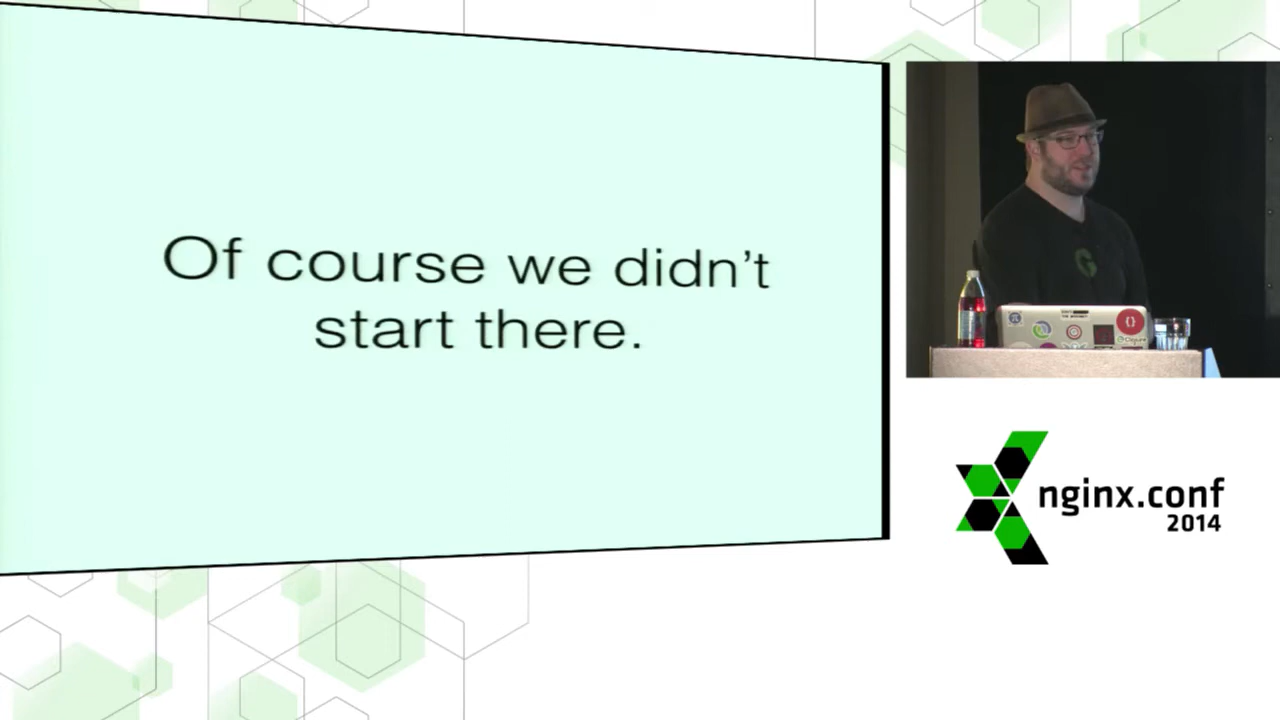 Of course we didn't
start there.
G
{}
nginx.conf
2014